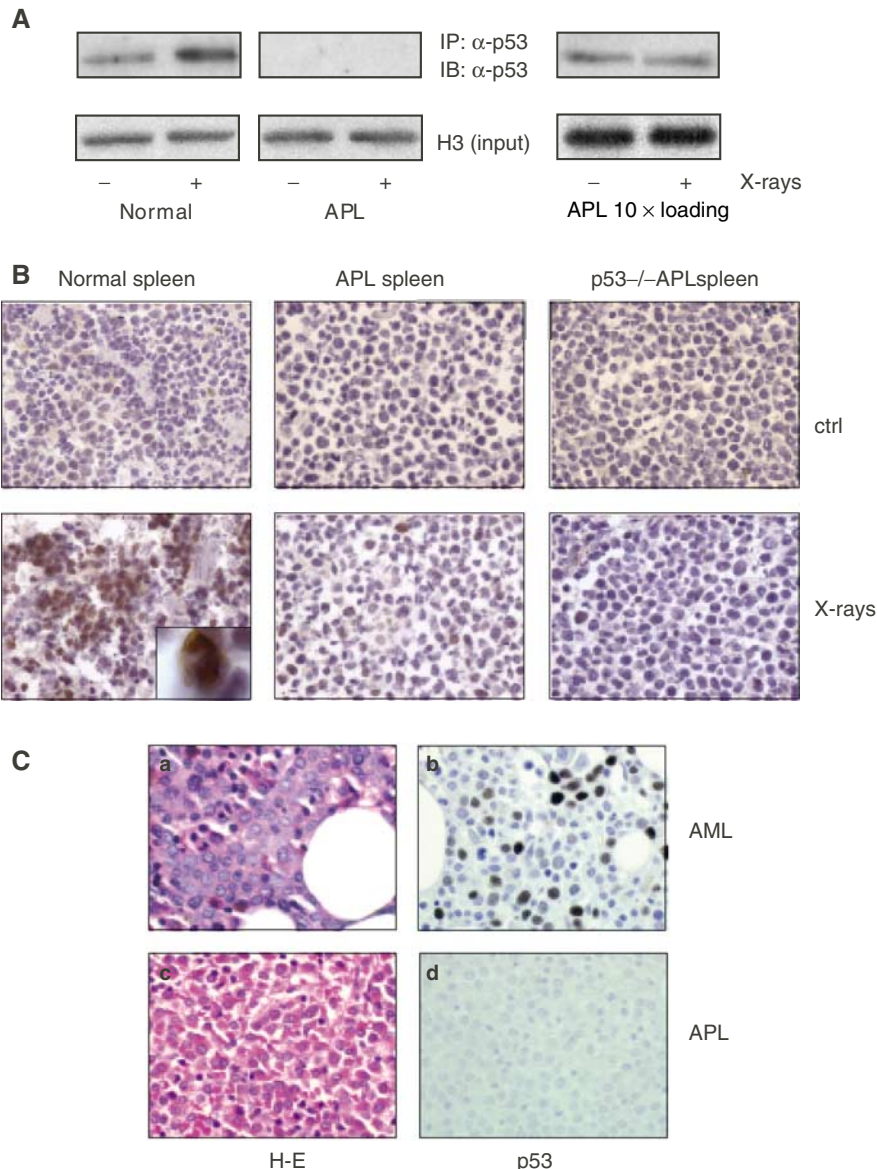 A
IP: α-p53
IB: α-p53
H3 (input)
– + – + – + X-rays
Normal APL APL 10 × loading
B
Normal spleen APL spleen p53–/–APLspleen
ctrl
X-rays
C
a b
AML
c d
APL
H-E p53